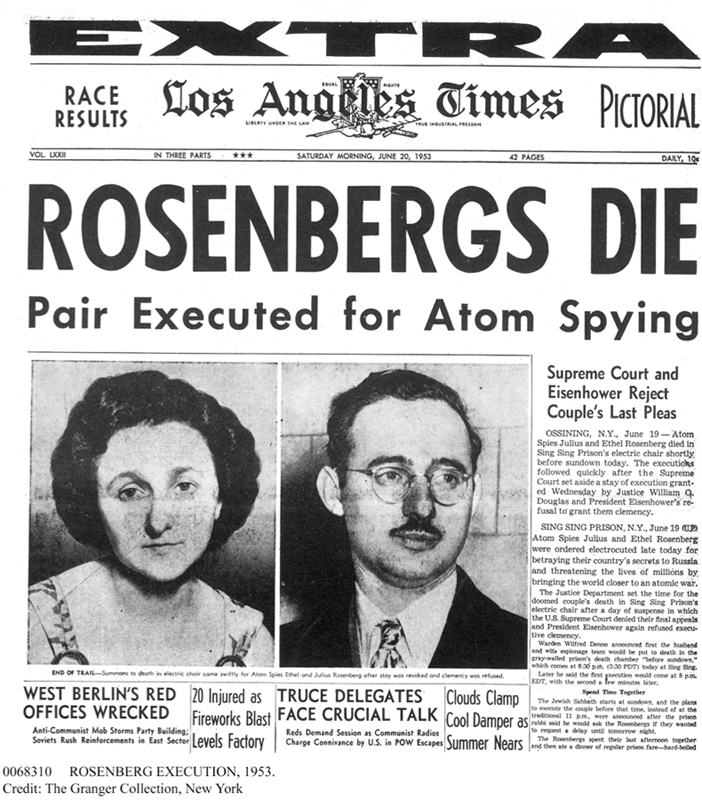 EXTRA
RACE
RESULTS
Los Angeles Times
EQUAL RIGHTS
LIBERTY UNDER THE LAW
TRUE INDUSTRIAL FREEDOM
PICTORIAL
VOL. LXXII
IN THREE PARTS
★★★
SATURDAY MORNING, JUNE 20, 1953
42 PAGES
DAILY, 10¢
ROSENBERGS DIE
Pair Executed for Atom Spying
END OF TRAIL—Summons to death in electric chair came swiftly for Atom Spies Ethel and Julius Rosenberg after stay was revoked and clemency was refused.
Supreme Court and
Eisenhower Reject
Couple's Last Pleas
OSSINING, N.Y., June 19 — Atom
Spies Julius and Ethel Rosenberg died in
Sing Sing Prison's electric chair shortly
before sundown today. The executions
followed quickly after the Supreme
Court set aside a stay of execution grant-
ed Wednesday by Justice William O.
Douglas and President Eisenhower's re-
fusal to grant them clemency.
SING SING PRISON, N.Y., June 19 (U.P.)
Atom Spies Julius and Ethel Rosenberg
were ordered electrocuted late today for
betraying their country's secrets to Russia
and threatening the lives of millions by
bringing the world closer to an atomic war.
The Justice Department set the time for the
doomed couple's death in Sing Sing Prison's
electric chair after a day of suspense in which
the U.S. Supreme Court denied their final appeals
and President Eisenhower again refused exec-
utive clemency.
Warden Wilfred Denno announced first the husband
and wife espionage team would be put to death in the
gray-walled prison's death chamber "before sundown,"
which comes at 8:30 p.m. (5:30 PDT) today at Sing Sing.
Later he said the first execution would come at 8 p.m.
EDT, with the second a few minutes later.
Spend Time Together
The Jewish Sabbath starts at sundown, and the plans
to execute the couple before that time, instead of at the
traditional 11 p.m., were announced after the prison
rabbi said he would ask the Rosenbergs if they wanted
to request a delay until tomorrow night.
The Rosenbergs spent their last afternoon together
and then ate a dinner of regular prison fare—hard-boiled
WEST BERLIN'S RED
OFFICES WRECKED
Anti-Communist Mob Storms Party Building;
Soviets Rush Reinforcements in East Sector
20 Injured as
Fireworks Blast
Levels Factory
TRUCE DELEGATES
FACE CRUCIAL TALK
Reds Demand Session as Communist Radios
Charge Connivance by U.S. in POW Escapes
Clouds Clamp
Cool Damper as
Summer Nears
0068310 ROSENBERG EXECUTION, 1953.
Credit: The Granger Collection, New York